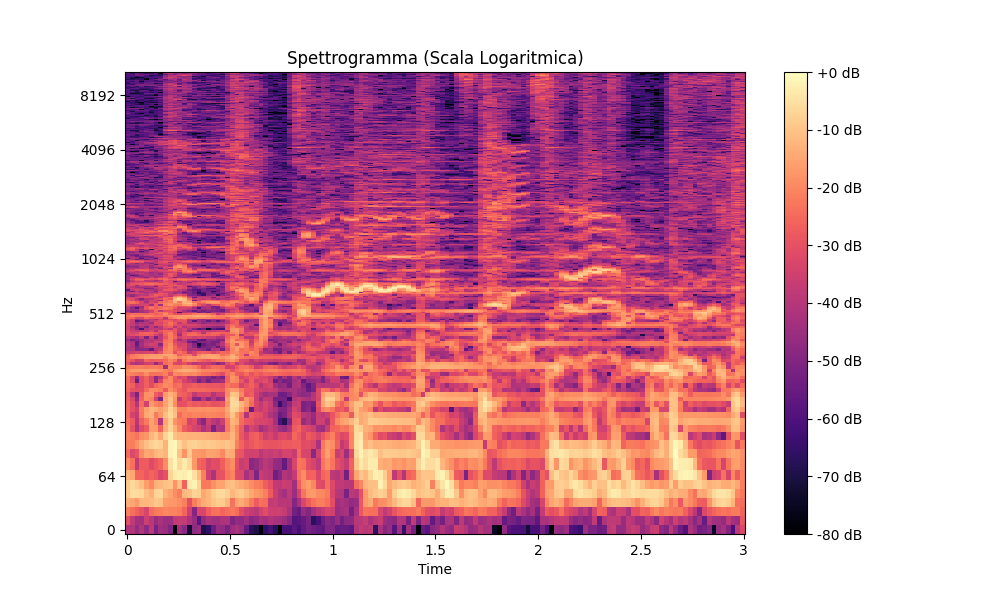 Spettrogramma (Scala Logaritmica)
Hz
8192
4096
2048
1024
512
256
128
64
0
0 0.5 1 1.5 2 2.5 3
Time
+0 dB
-10 dB
-20 dB
-30 dB
-40 dB
-50 dB
-60 dB
-70 dB
-80 dB